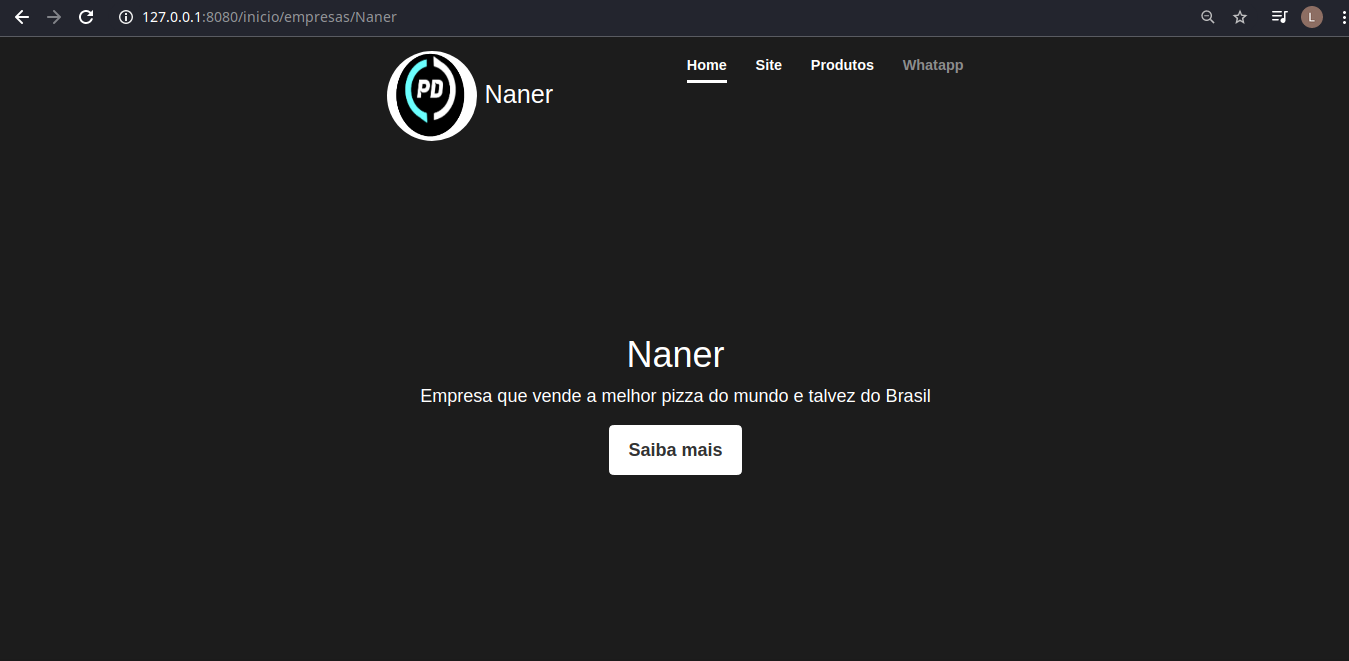 127.0.0.1:8080/inicio/empresas/Naner
L
PD
Naner
Home Site Produtos Whatapp
Naner
Empresa que vende a melhor pizza do mundo e talvez do Brasil
Saiba mais